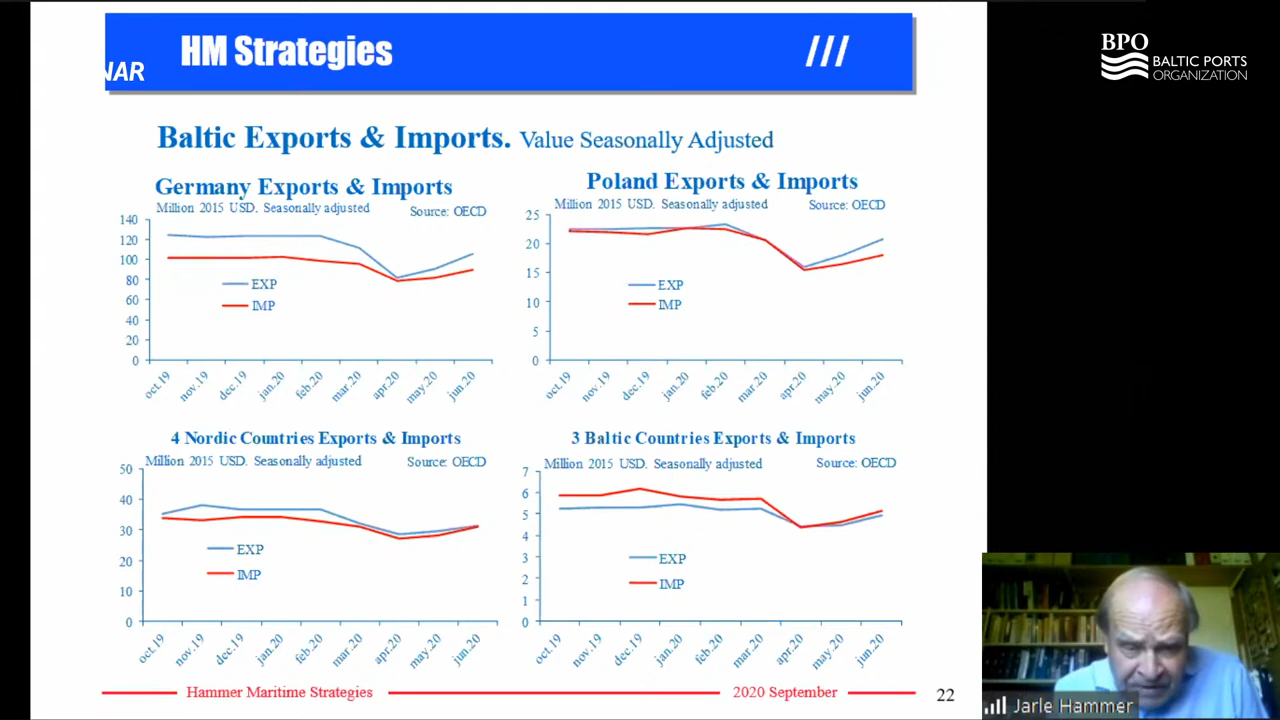 HM Strategies
///
NAR
BPO
BALTIC PORTS
ORGANIZATION
Baltic Exports & Imports. Value Seasonally Adjusted
Germany Exports & Imports
Million 2015 USD. Seasonally adjusted Source: OECD
140
120
100
80
60
40
20
0
EXP
IMP
oct.19 nov.19 dec.19 jan.20 feb.20 mar.20 apr.20 may.20 jun.20
Poland Exports & Imports
Million 2015 USD. Seasonally adjusted Source: OECD
25
20
15
10
5
0
EXP
IMP
oct.19 nov.19 dec.19 jan.20 feb.20 mar.20 apr.20 may.20 jun.20
4 Nordic Countries Exports & Imports
Million 2015 USD. Seasonally adjusted Source: OECD
50
40
30
20
10
0
EXP
IMP
oct.19 nov.19 dec.19 jan.20 feb.20 mar.20 apr.20 may.20 jun.20
3 Baltic Countries Exports & Imports
Million 2015 USD. Seasonally adjusted Source: OECD
7
6
5
4
3
2
1
0
EXP
IMP
oct.19 nov.19 dec.19 jan.20 feb.20 mar.20 apr.20 may.20 jun.20
Hammer Maritime Strategies 2020 September 22
Jarle Hammer